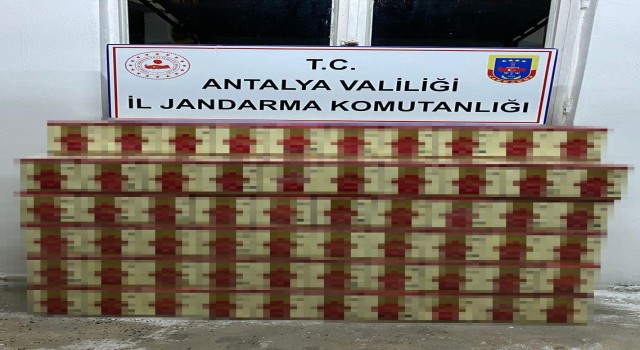 T.C.
ANTALYA VALİLİĞİ
İL JANDARMA KOMUTANLIĞI